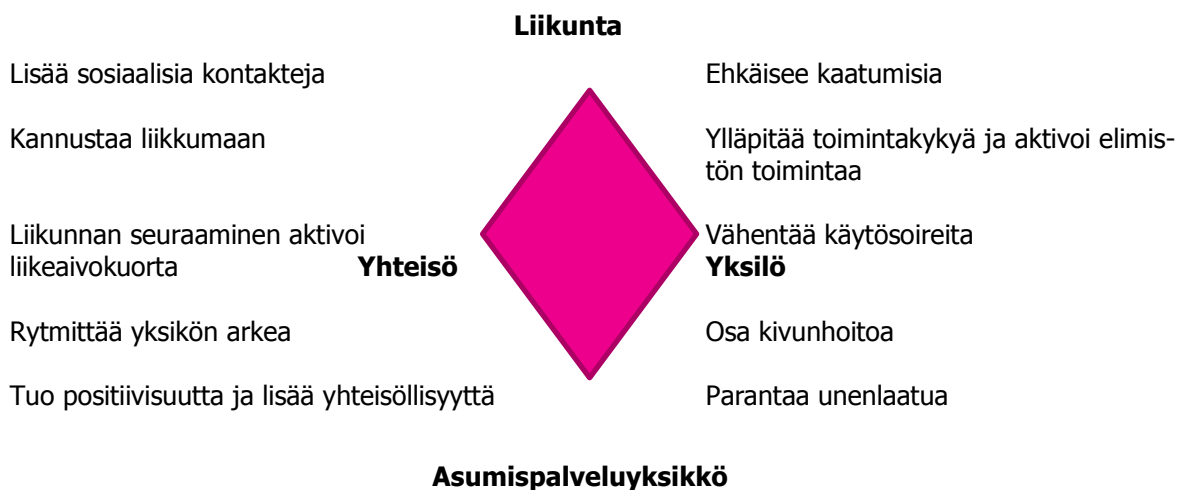 Liikunta
Lisää sosiaalisia kontakteja
Ehkäisee kaatumisia
Kannustaa liikkumaan
Ylläpitää toimintakykyä ja aktivoi elimis-
tön toimintaa
Liikunnan seuraaminen aktivoi
liikeaivokuorta
Yhteisö
Vähentää käytösoireita
Yksilö
Rytmittää yksikön arkea
Osa kivunhoitoa
Tuo positiivisuutta ja lisää yhteisöllisyyttä
Parantaa unenlaatua
Asumispalveluyksikkö